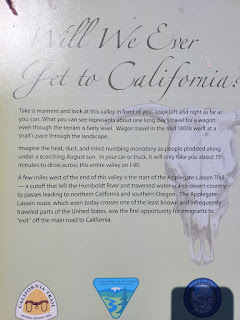 Will We Ever
Get to California?
Take a moment and look at this valley in front of you. Look left and right as far as
you can. What you can see represents about one long day's travel for a wagon
even though the terrain is fairly level. Wagon travel in the mid 1800s went at a
snail's pace through the landscape.
Imagine the heat, dust, and mind-numbing monotony as people plodded along
under a scorching August sun. In your car or truck, it will only take you about 15
minutes to drive across this entire valley on I-80.
A few miles west of the end of this valley is the start of the Applegate-Lassen Trail
— a cutoff that left the Humboldt River and traversed waterless desert country
to passes leading to northern California and southern Oregon. The Applegate-
Lassen route, which even today crosses one of the least known and infrequently
traveled parts of the United States, was the first opportunity for emigrants to
"exit" off the main road to California.
CALIFORNIA TRAIL